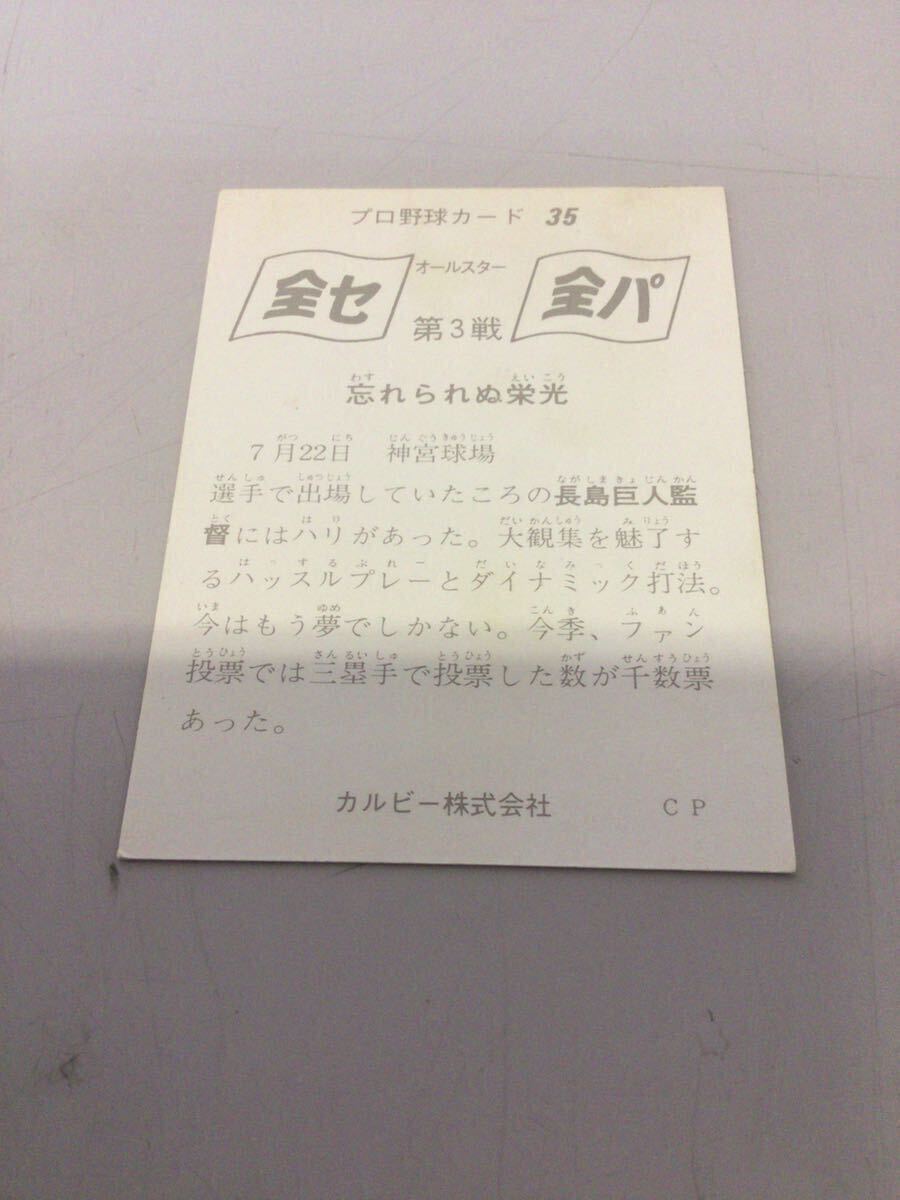 プロ野球カード 35
全セ オールスター 全パ
第3戦
忘れられぬ栄光
7月22日 神宮球場
選手で出場していたころの長島巨人監
督にはハリがあった。大観集を魅了す
るハッスルプレーとダイナミック打法。
今はもう夢でしかない。今季、ファン
投票では三塁手で投票した数が千数票
あった。
カルビー株式会社 CP